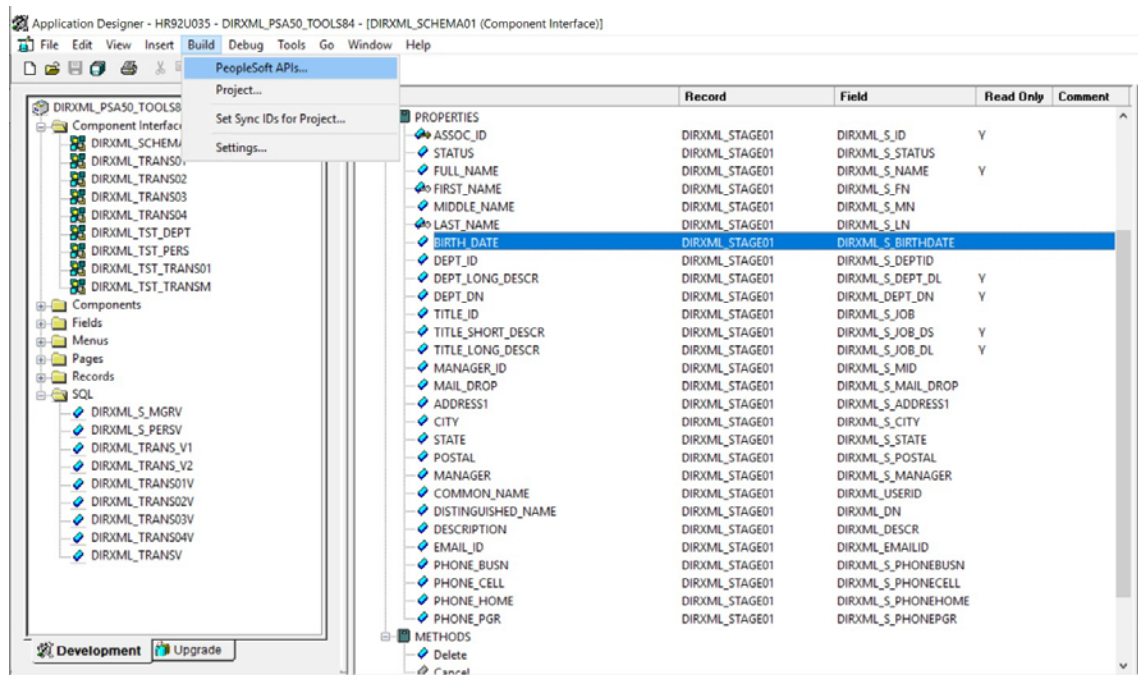 Application Designer - HR92U035 - DIRXML_PSA50_TOOLS84 - [DIRXML_SCHEMA01 (Component Interface)]
File Edit View Insert Build Debug Tools Go Window Help
PeopleSoft APIs...
Project...
Set Sync IDs for Project...
Settings...
DIRXML_PSA50_TOOLS8
Component Interfac
DIRXML_SCHEMA
DIRXML_TRANS01
DIRXML_TRANS02
DIRXML_TRANS03
DIRXML_TRANS04
DIRXML_TST_DEPT
DIRXML_TST_PERS
DIRXML_TST_TRANS01
DIRXML_TST_TRANSM
Components
Fields
Menus
Pages
Records
SQL
DIRXML_S_MGRV
DIRXML_S_PERSV
DIRXML_TRANS_V1
DIRXML_TRANS_V2
DIRXML_TRANS01V
DIRXML_TRANS02V
DIRXML_TRANS03V
DIRXML_TRANS04V
DIRXML_TRANSV
Development Upgrade
Record Field Read Only Comment
PROPERTIES
ASSOC_ID DIRXML_STAGE01 DIRXML_S_ID Y
STATUS DIRXML_STAGE01 DIRXML_S_STATUS
FULL_NAME DIRXML_STAGE01 DIRXML_S_NAME Y
FIRST_NAME DIRXML_STAGE01 DIRXML_S_FN
MIDDLE_NAME DIRXML_STAGE01 DIRXML_S_MN
LAST_NAME DIRXML_STAGE01 DIRXML_S_LN
BIRTH_DATE DIRXML_STAGE01 DIRXML_S_BIRTHDATE
DEPT_ID DIRXML_STAGE01 DIRXML_S_DEPTID
DEPT_LONG_DESCR DIRXML_STAGE01 DIRXML_S_DEPT_DL Y
DEPT_DN DIRXML_STAGE01 DIRXML_DEPT_DN Y
TITLE_ID DIRXML_STAGE01 DIRXML_S_JOB
TITLE_SHORT_DESCR DIRXML_STAGE01 DIRXML_S_JOB_DS Y
TITLE_LONG_DESCR DIRXML_STAGE01 DIRXML_S_JOB_DL Y
MANAGER_ID DIRXML_STAGE01 DIRXML_S_MID
MAIL_DROP DIRXML_STAGE01 DIRXML_S_MAIL_DROP
ADDRESS1 DIRXML_STAGE01 DIRXML_S_ADDRESS1
CITY DIRXML_STAGE01 DIRXML_S_CITY
STATE DIRXML_STAGE01 DIRXML_S_STATE
POSTAL DIRXML_STAGE01 DIRXML_S_POSTAL
MANAGER DIRXML_STAGE01 DIRXML_S_MANAGER
COMMON_NAME DIRXML_STAGE01 DIRXML_USERID
DISTINGUISHED_NAME DIRXML_STAGE01 DIRXML_DN
DESCRIPTION DIRXML_STAGE01 DIRXML_DESCR
EMAIL_ID DIRXML_STAGE01 DIRXML_EMAILID
PHONE_BUSN DIRXML_STAGE01 DIRXML_S_PHONEBUSN
PHONE_CELL DIRXML_STAGE01 DIRXML_S_PHONECELL
PHONE_HOME DIRXML_STAGE01 DIRXML_S_PHONEHOME
PHONE_PGR DIRXML_STAGE01 DIRXML_S_PHONEPGR
METHODS
Delete
Cancel